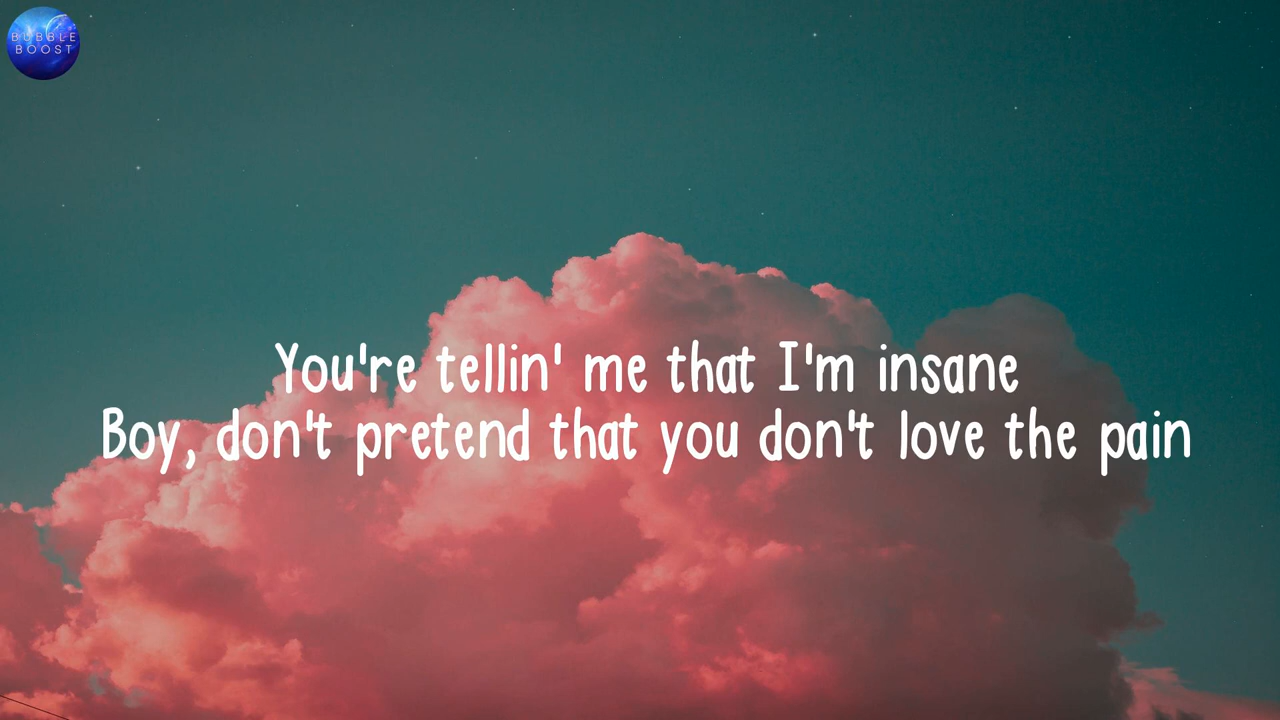 BUBBLE
BOOST
You're tellin' me that I'm insane
Boy, don't pretend that you don't love the pain